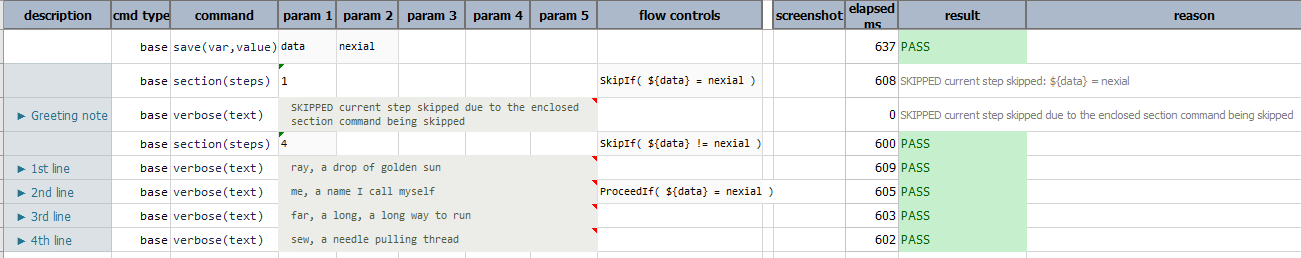 description cmd type command param 1 param 2 param 3 param 4 param 5 flow controls screenshot elapsed ms result reason
base save(var,value) data nexial 637 PASS
base section(steps) 1 SkipIf( ${data} = nexial ) 608 SKIPPED current step skipped: ${data} = nexial
► Greeting note base verbose(text) SKIPPED current step skipped due to the enclosed section command being skipped 0 SKIPPED current step skipped due to the enclosed section command being skipped
base section(steps) 4 SkipIf( ${data} != nexial ) 600 PASS
► 1st line base verbose(text) ray, a drop of golden sun 609 PASS
► 2nd line base verbose(text) me, a name I call myself ProceedIf( ${data} = nexial ) 605 PASS
► 3rd line base verbose(text) far, a long, a long way to run 603 PASS
► 4th line base verbose(text) sew, a needle pulling thread 602 PASS